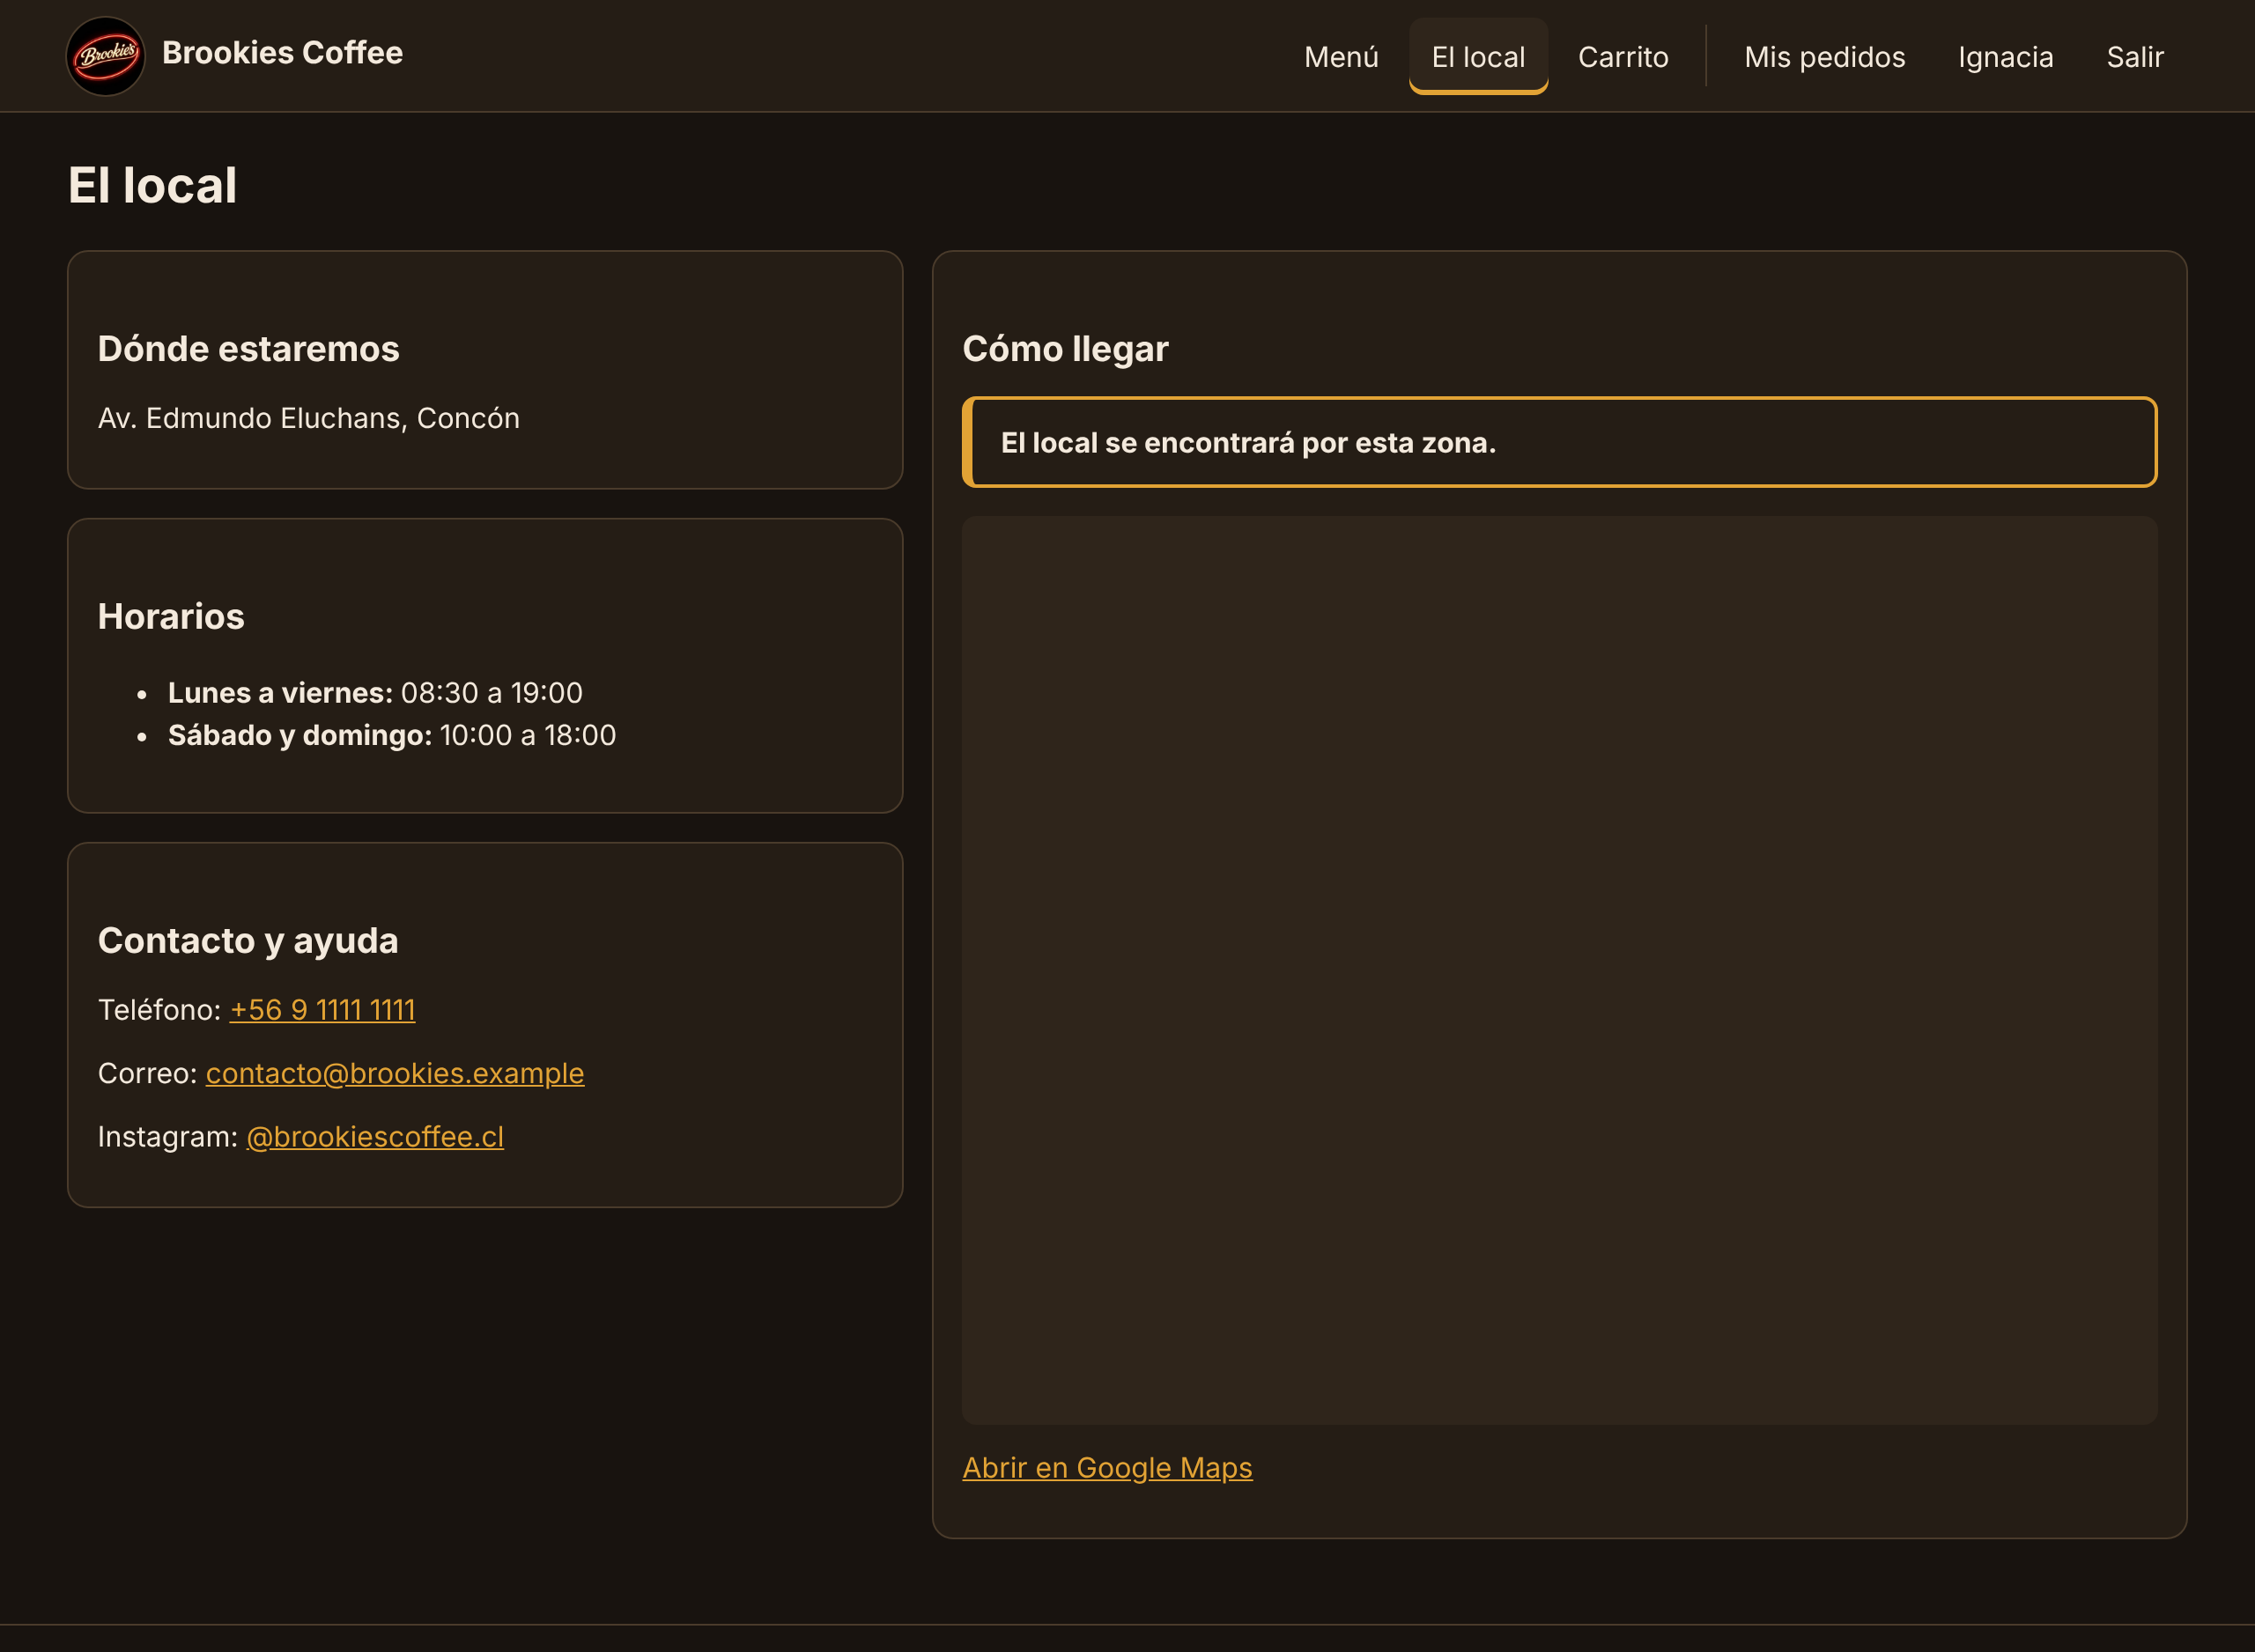 Brookie's
Brookies Coffee
Menú
El local
Carrito
Mis pedidos
Ignacia
Salir
El local
Dónde estaremos
Av. Edmundo Eluchans, Concón
Horarios
• Lunes a viernes: 08:30 a 19:00
• Sábado y domingo: 10:00 a 18:00
Contacto y ayuda
Teléfono: +56 9 1111 1111
Correo: contacto@brookies.example
Instagram: @brookiescoffee.cl
Cómo llegar
El local se encontrará por esta zona.
Abrir en Google Maps